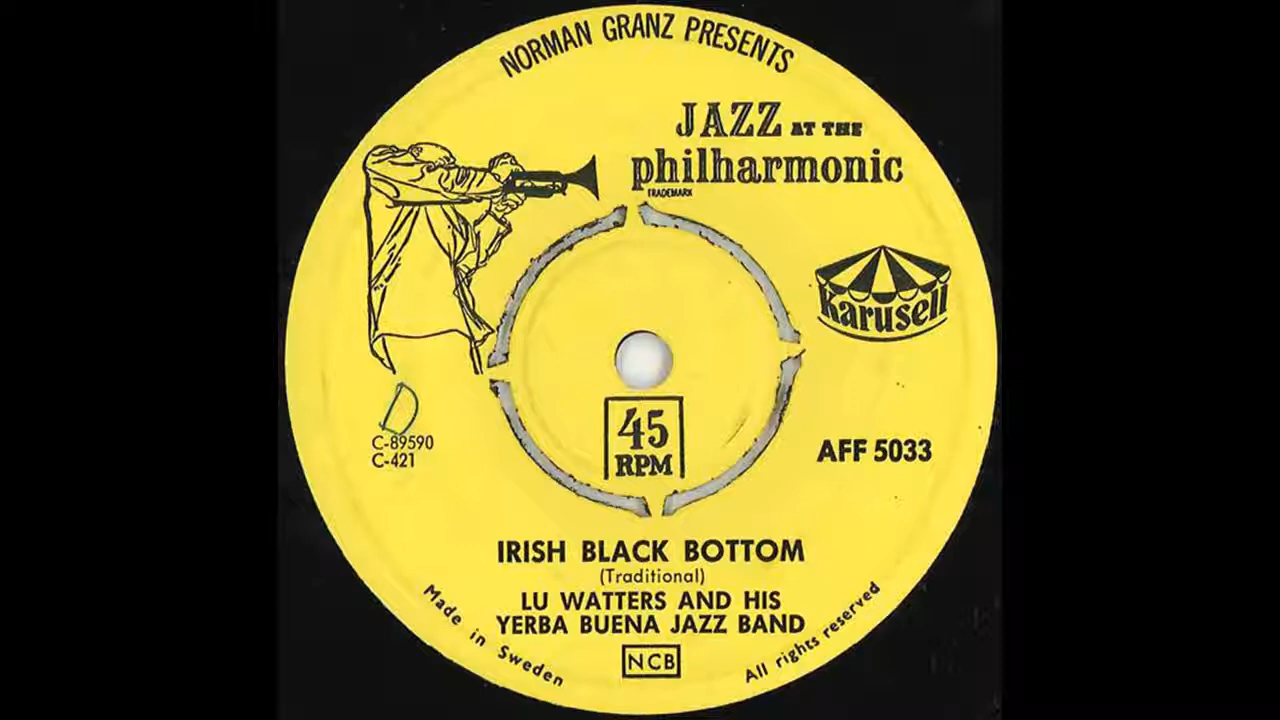 NORMAN GRANZ PRESENTS
JAZZ AT THE
philharmonic
TRADEMARK
Karusell
D
C-89590
C-421
45
RPM
AFF 5033
IRISH BLACK BOTTOM
(Traditional)
LU WATTERS AND HIS
YERBA BUENA JAZZ BAND
NCB
Made in Sweden
All rights reserved